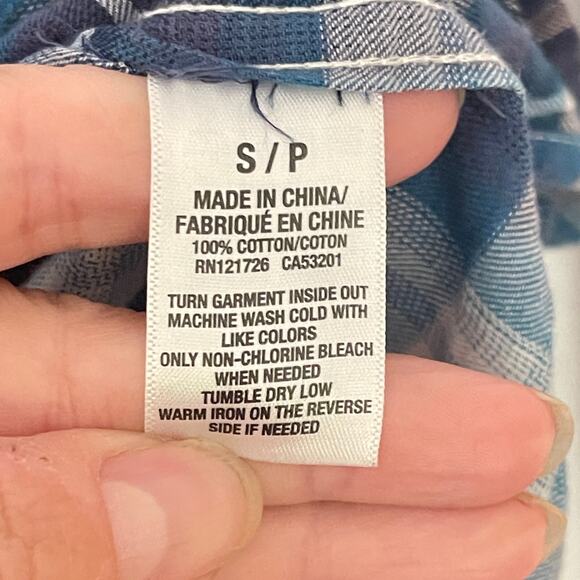 S / P
MADE IN CHINA/
FABRIQUÉ EN CHINE
100% COTTON/COTON
RN121726 CA53201
TURN GARMENT INSIDE OUT
MACHINE WASH COLD WITH
LIKE COLORS
ONLY NON-CHLORINE BLEACH
WHEN NEEDED
TUMBLE DRY LOW
WARM IRON ON THE REVERSE
SIDE IF NEEDED